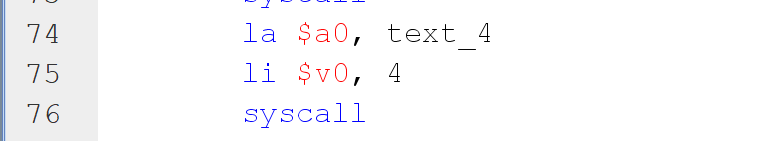 74 la $a0, text_4
75 li $v0, 4
76 syscall